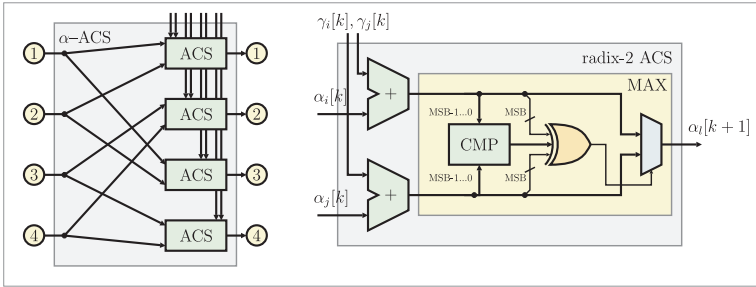 α–ACS
1
ACS
1
2
ACS
2
3
ACS
3
4
ACS
4
γi[k], γj[k]
radix-2 ACS
MAX
+
αi[k]
MSB-1...0
MSB
CMP
αl[k+1]
MSB-1...0
MSB
+
αj[k]